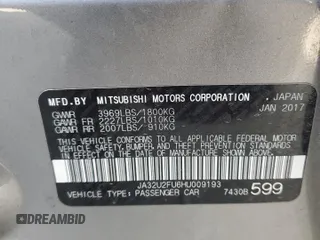 MFD.BY MITSUBISHI MOTORS CORPORATION , JAPAN
GVWR 3969LBS/1800KG JAN 2017
GAWR FR 2227LBS/1010KG
GAWR RR 2007LBS/ 910KG
THIS VEHICLE CONFORMS TO ALL APPLICABLE FEDERAL
MOTOR VEHICLE SAFETY, BUMPER, AND THEFT
PREVENTION STANDARDS IN EFFECT ON THE DATE OF
MANUFACTURE SHOWN ABOVE.
JA32U2FU6HU009193
VEHICLE TYPE: PASSENGER CAR 7430B 599
bidfax.info